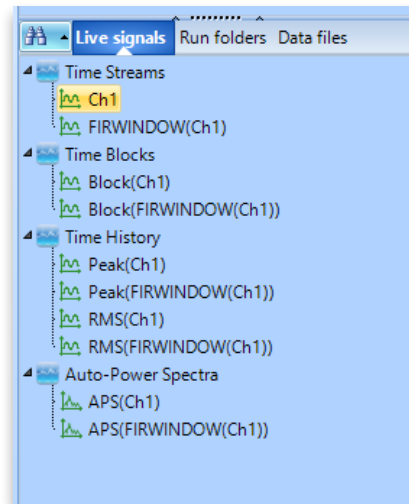 Live signals Run folders Data files
Time Streams
Ch1
FIRWINDOW(Ch1)
Time Blocks
Block(Ch1)
Block(FIRWINDOW(Ch1))
Time History
Peak(Ch1)
Peak(FIRWINDOW(Ch1))
RMS(Ch1)
RMS(FIRWINDOW(Ch1))
Auto-Power Spectra
APS(Ch1)
APS(FIRWINDOW(Ch1))